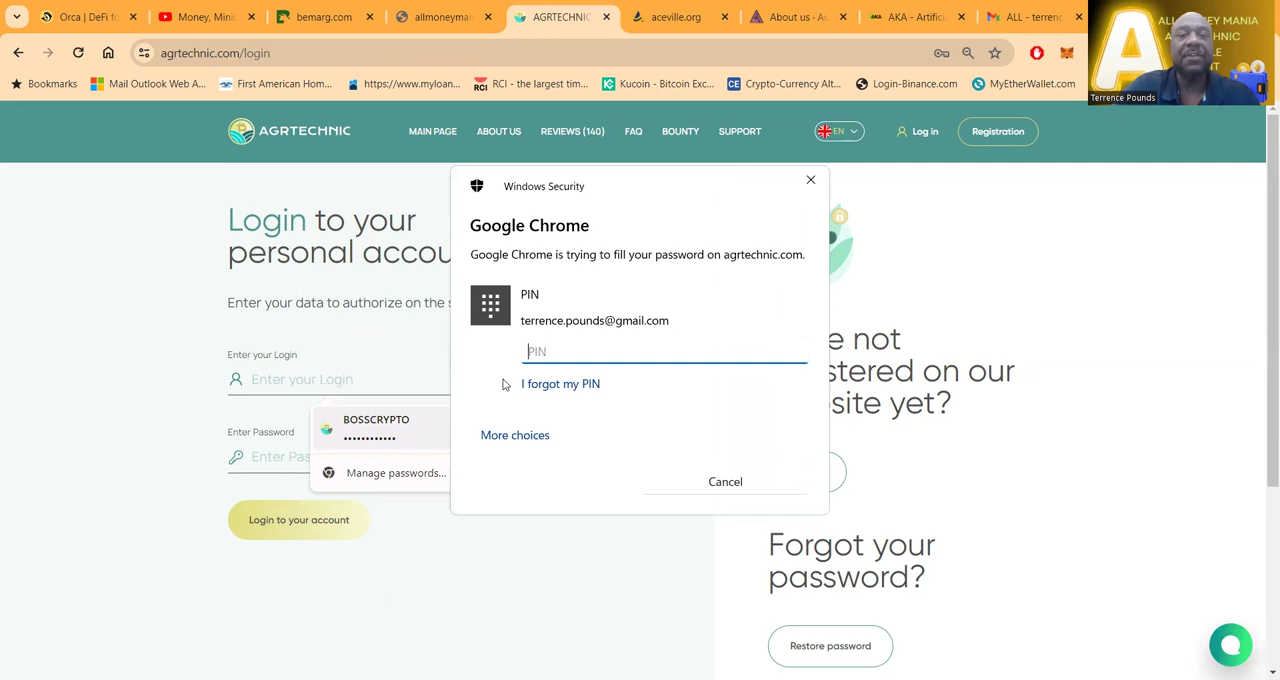 Orca | DeFi fo
Money, Minis
bemarg.com
allmoneyman
AGRTECHNIC
aceville.org
About us - Au
AKA - Artificia
ALL - terrenc
agrtechnic.com/login
Bookmarks
Mail Outlook Web A...
First American Hom...
https://www.myloan...
RCI - the largest tim...
Kucoin - Bitcoin Exc...
Crypto-Currency Alt...
Login-Binance.com
MyEtherWallet.com
Terrence Pounds
AGRTECHNIC
MAIN PAGE
ABOUT US
REVIEWS (140)
FAQ
BOUNTY
SUPPORT
EN
Log in
Registration
Login to your
personal accou
Enter your data to authorize on the s
Enter your Login
Enter your Login
BOSSCRYPTO
••••••••••••
Manage passwords...
Enter Password
Enter Pas
Login to your account
Windows Security
Google Chrome
Google Chrome is trying to fill your password on agrtechnic.com.
PIN
terrence.pounds@gmail.com
PIN
I forgot my PIN
More choices
Cancel
e not
stered on our
site yet?
Forgot your
password?
Restore password